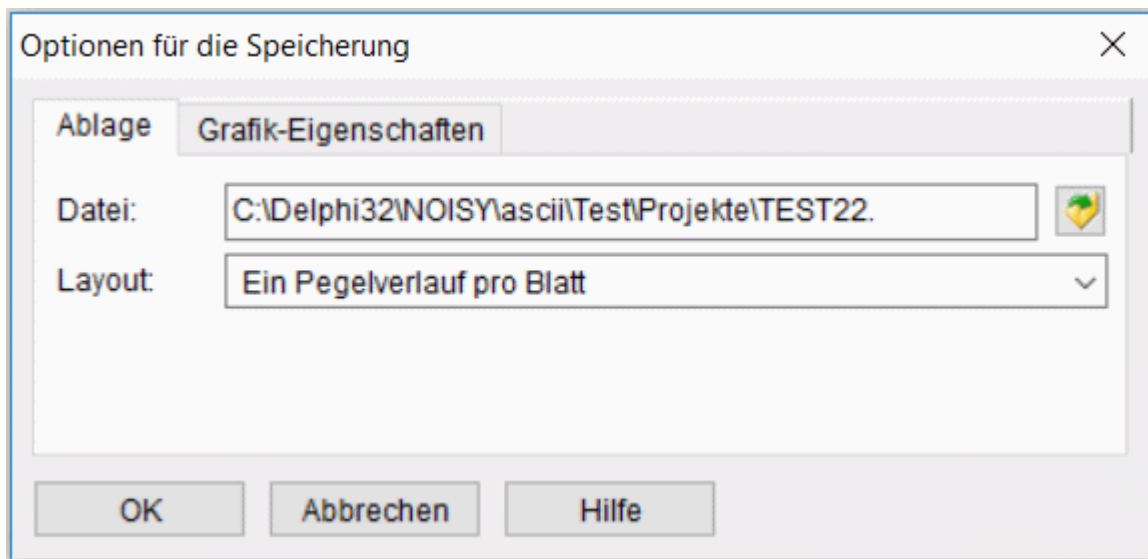 Optionen für die Speicherung
Ablage Grafik-Eigenschaften
Datei: C:\Delphi32\NOISY\ascii\Test\Projekte\TEST22.
Layout: Ein Pegelverlauf pro Blatt
OK Abbrechen Hilfe